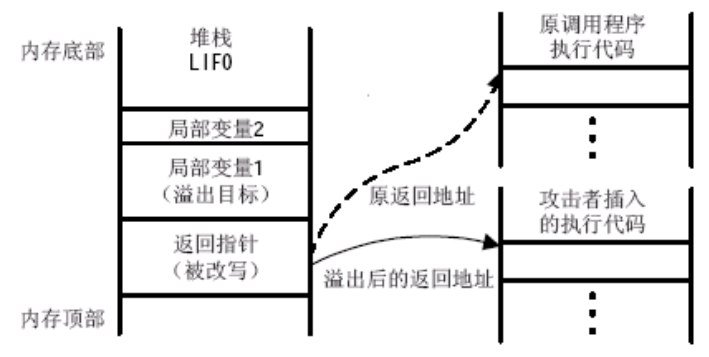 内存底部
堆栈
LIFO
局部变量2
局部变量1
（溢出目标）
返回指针
（被改写）
内存顶部
原调用程序
执行代码
原返回地址
攻击者插入
的执行代码
溢出后的返回地址